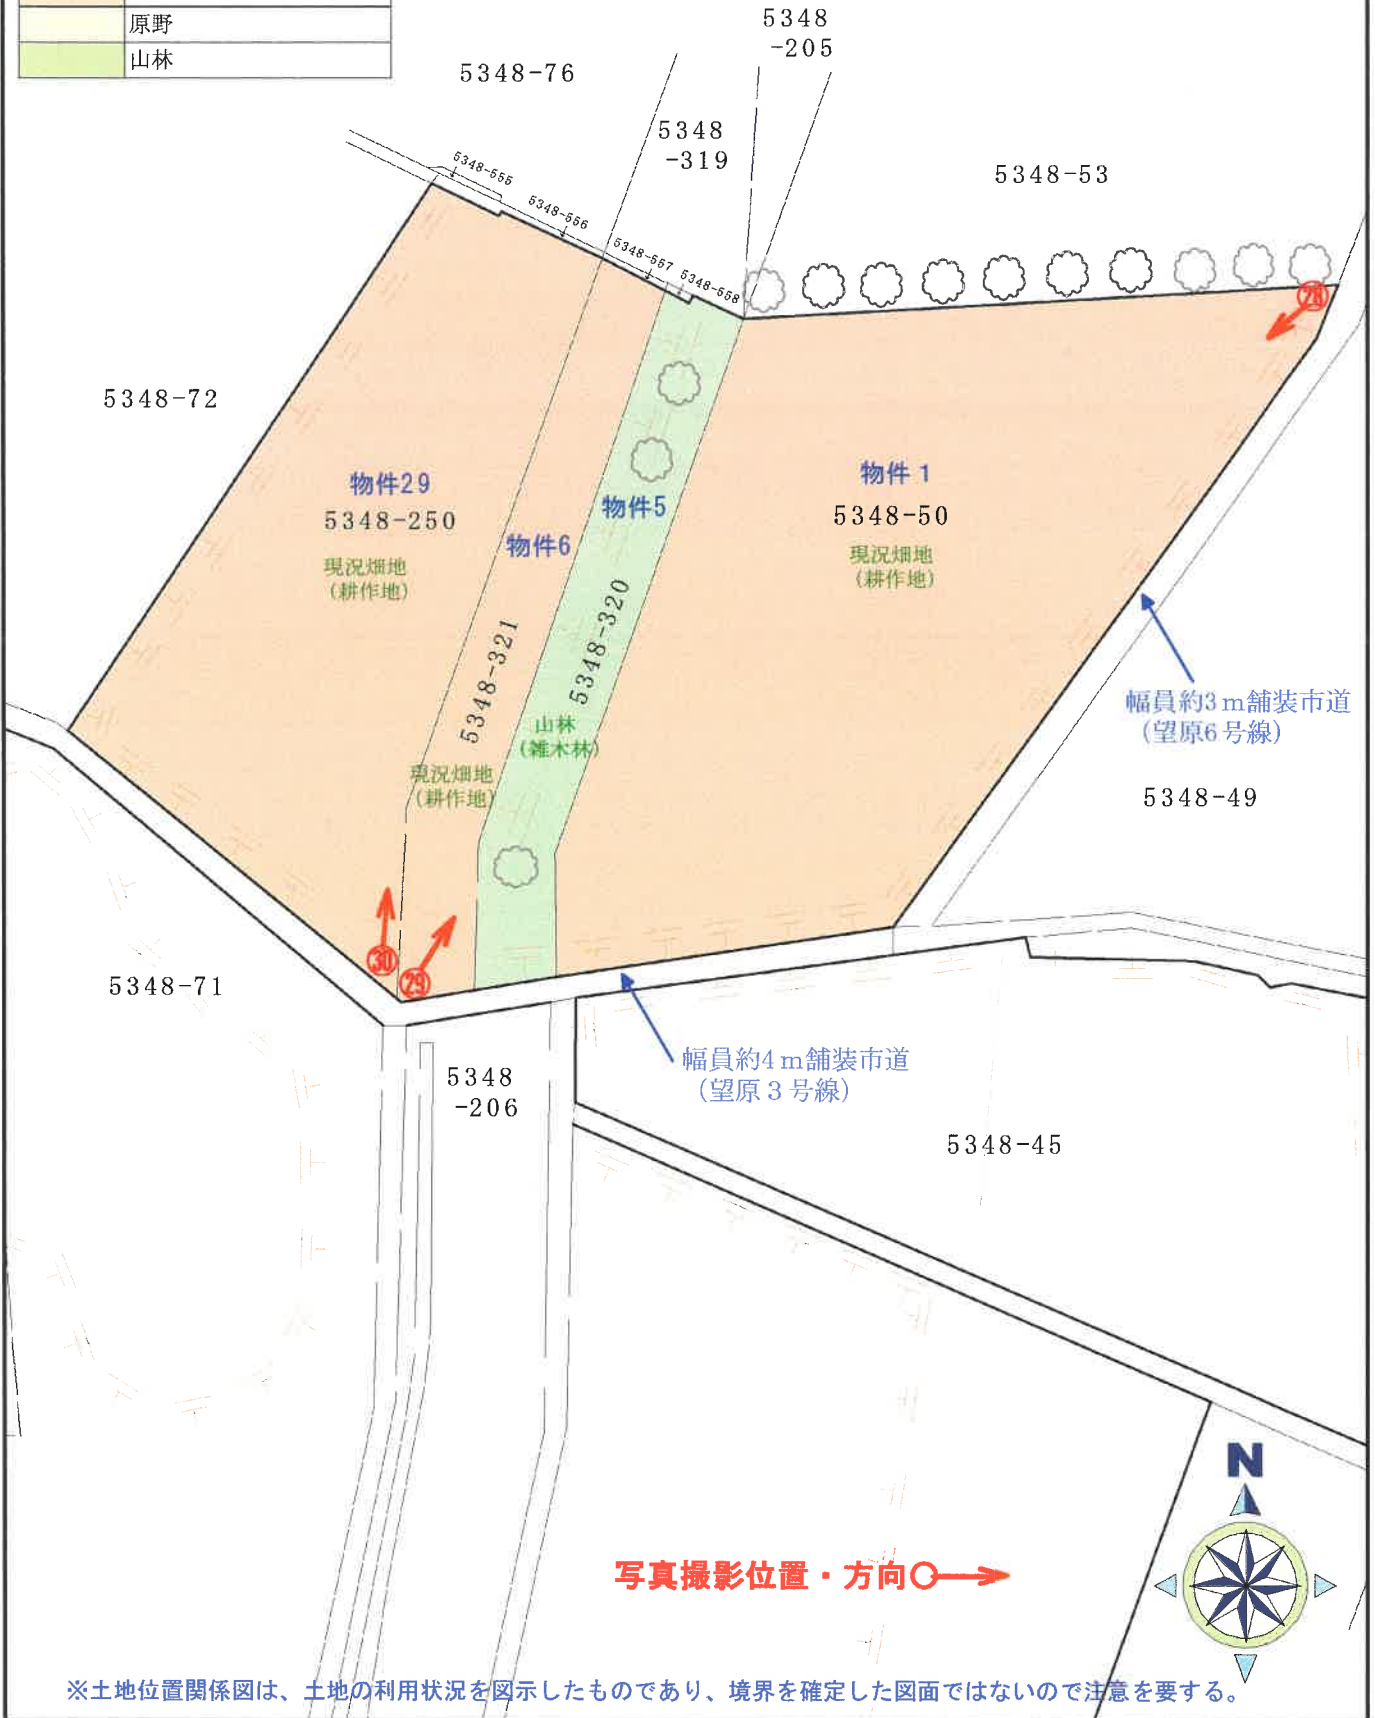 原野
山林
5348
-205
5348-76
5348
-319
5348-53
5348-555
5348-556
5348-557
5348-558
㉘
5348-72
物件29
5348-250
現況畑地
(耕作地)
物件6
5348-321
現況畑地
(耕作地)
物件5
5348-320
山林
(雑木林)
物件1
5348-50
現況畑地
(耕作地)
幅員約3m舗装市道
(望原6号線)
5348-49
㉚
㉙
5348-71
5348
-206
幅員約4m舗装市道
(望原3号線)
5348-45
N
写真撮影位置・方向
※土地位置関係図は、土地の利用状況を図示したものであり、境界を確定した図面ではないので注意を要する。